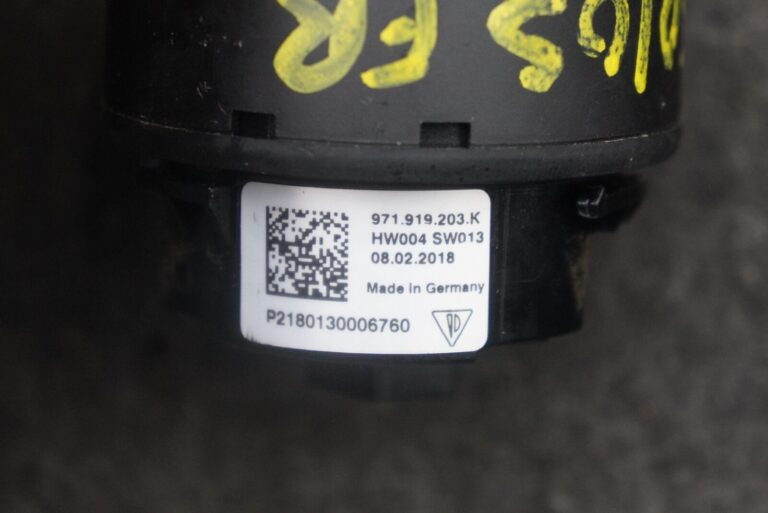 971.919.203.K
HW004 SW013
08.02.2018
Made in Germany
P2180130006760